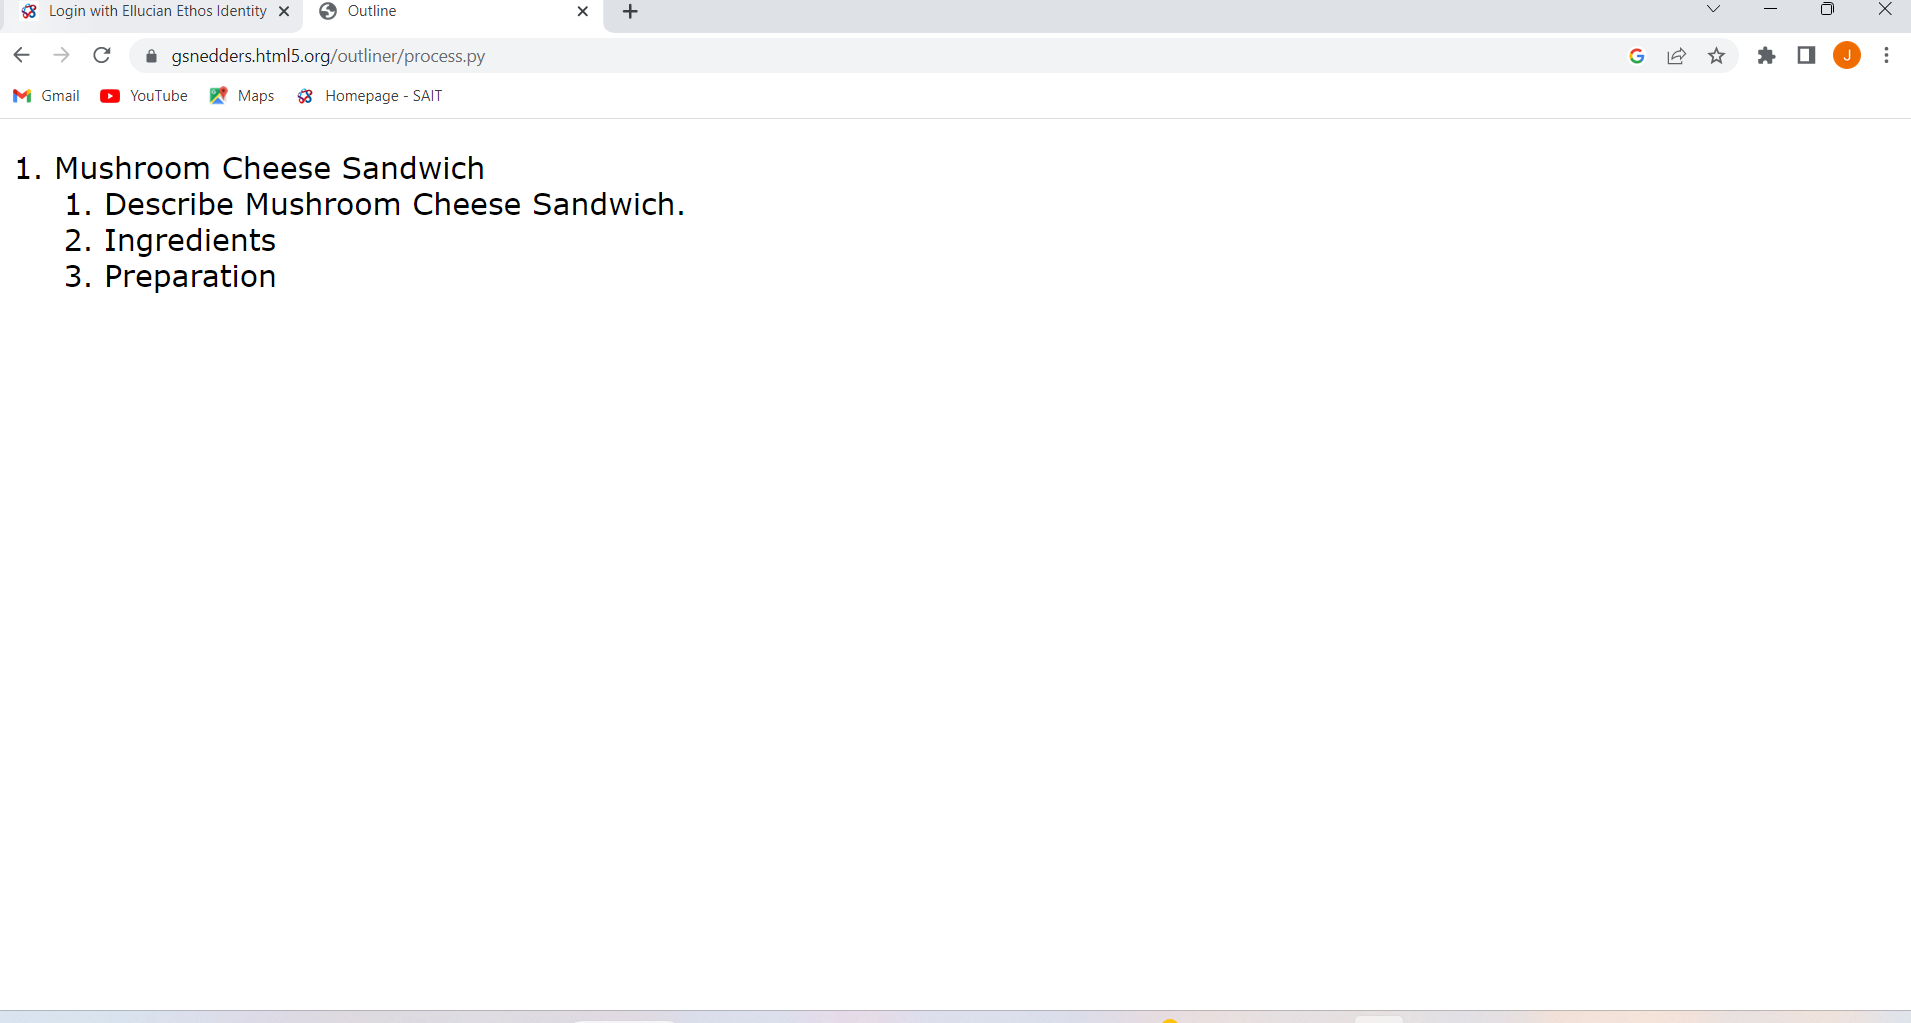 Login with Ellucian Ethos Identity
Outline
gsnedders.html5.org/outliner/process.py
J
Gmail
YouTube
Maps
Homepage - SAIT
1. Mushroom Cheese Sandwich
1. Describe Mushroom Cheese Sandwich.
2. Ingredients
3. Preparation